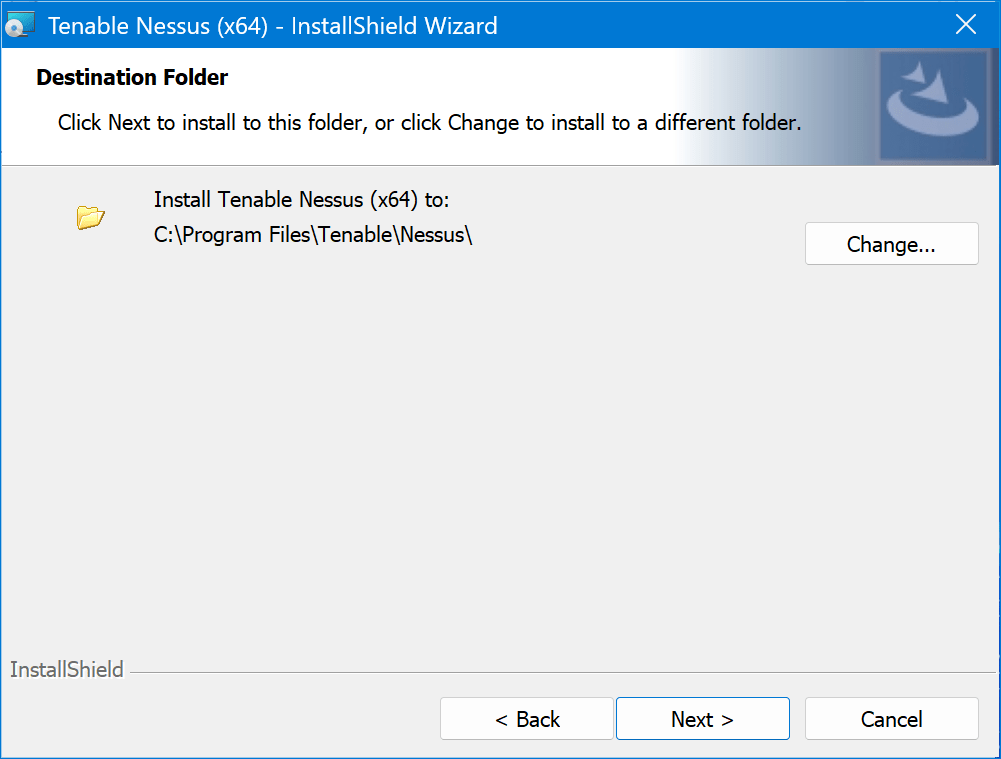 Tenable Nessus (x64) - InstallShield Wizard
Destination Folder
Click Next to install to this folder, or click Change to install to a different folder.
Install Tenable Nessus (x64) to:
C:\Program Files\Tenable\Nessus\
Change...
InstallShield
< Back
Next >
Cancel